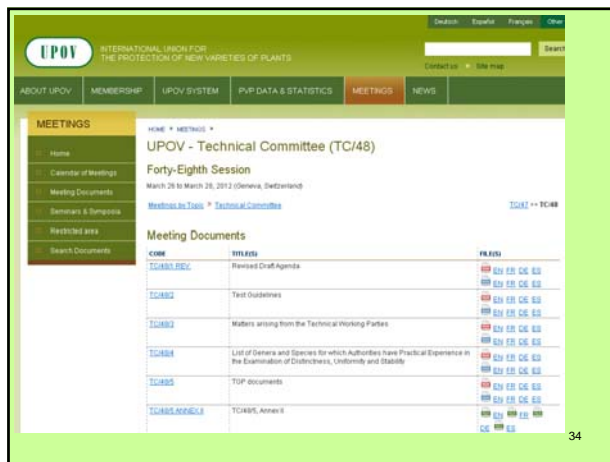 Deutsch Español Français Other
UPOV
INTERNATIONAL UNION FOR
THE PROTECTION OF NEW VARIETIES OF PLANTS
Search
Contact us Site map
ABOUT UPOV MEMBERSHIP UPOV SYSTEM PVP DATA & STATISTICS MEETINGS NEWS
MEETINGS
Home
Calendar of Meetings
Meeting Documents
Seminars & Symposia
Restricted area
Search Documents
HOME > MEETINGS >
UPOV - Technical Committee (TC/48)
Forty-Eighth Session
March 26 to March 28, 2012 (Geneva, Switzerland)
Meetings by Topic > Technical Committee
TC/47 << TC/48
Meeting Documents
CODE TITLE(S) FILE(S)
TC/48/1 REV. Revised Draft Agenda EN FR DE ES
EN FR DE ES
TC/48/2 Test Guidelines EN FR DE ES
EN FR DE ES
TC/48/3 Matters arising from the Technical Working Parties EN FR DE ES
EN FR DE ES
TC/48/4 List of Genera and Species for which Authorities have Practical Experience in EN FR DE ES
the Examination of Distinctness, Uniformity and Stability EN FR DE ES
TC/48/5 TGP documents EN FR DE ES
EN FR DE ES
TC/48/5 ANNEX II TC/48/5, Annex II EN FR
DE ES
34